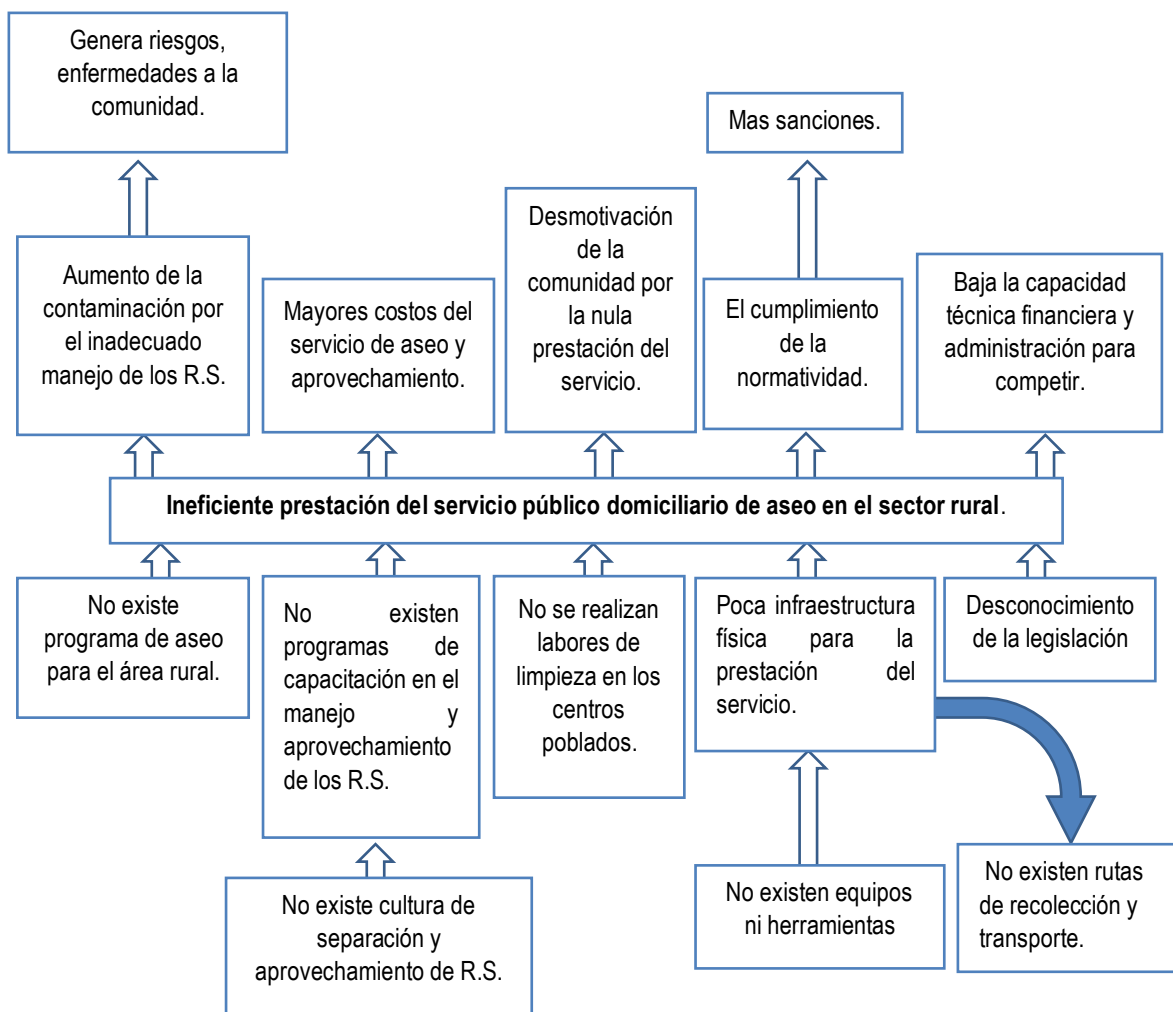 Genera riesgos,
enfermedades a la
comunidad.
Mas sanciones.
Aumento de la
contaminación por
el inadecuado
manejo de los R.S.
Mayores costos del
servicio de aseo y
aprovechamiento.
Desmotivación
de la
comunidad por
la nula
prestación del
servicio.
El cumplimiento
de la
normatividad.
Baja la capacidad
técnica financiera y
administración para
competir.
Ineficiente prestación del servicio público domiciliario de aseo en el sector rural.
No existe
programa de aseo
para el área rural.
No existen
programas de
capacitación en el
manejo y
aprovechamiento
de los R.S.
No se realizan
labores de
limpieza en los
centros
poblados.
Poca infraestructura
física para la
prestación del
servicio.
Desconocimiento
de la legislación
No existe cultura de
separación y
aprovechamiento de R.S.
No existen equipos
ni herramientas
No existen rutas
de recolección y
transporte.